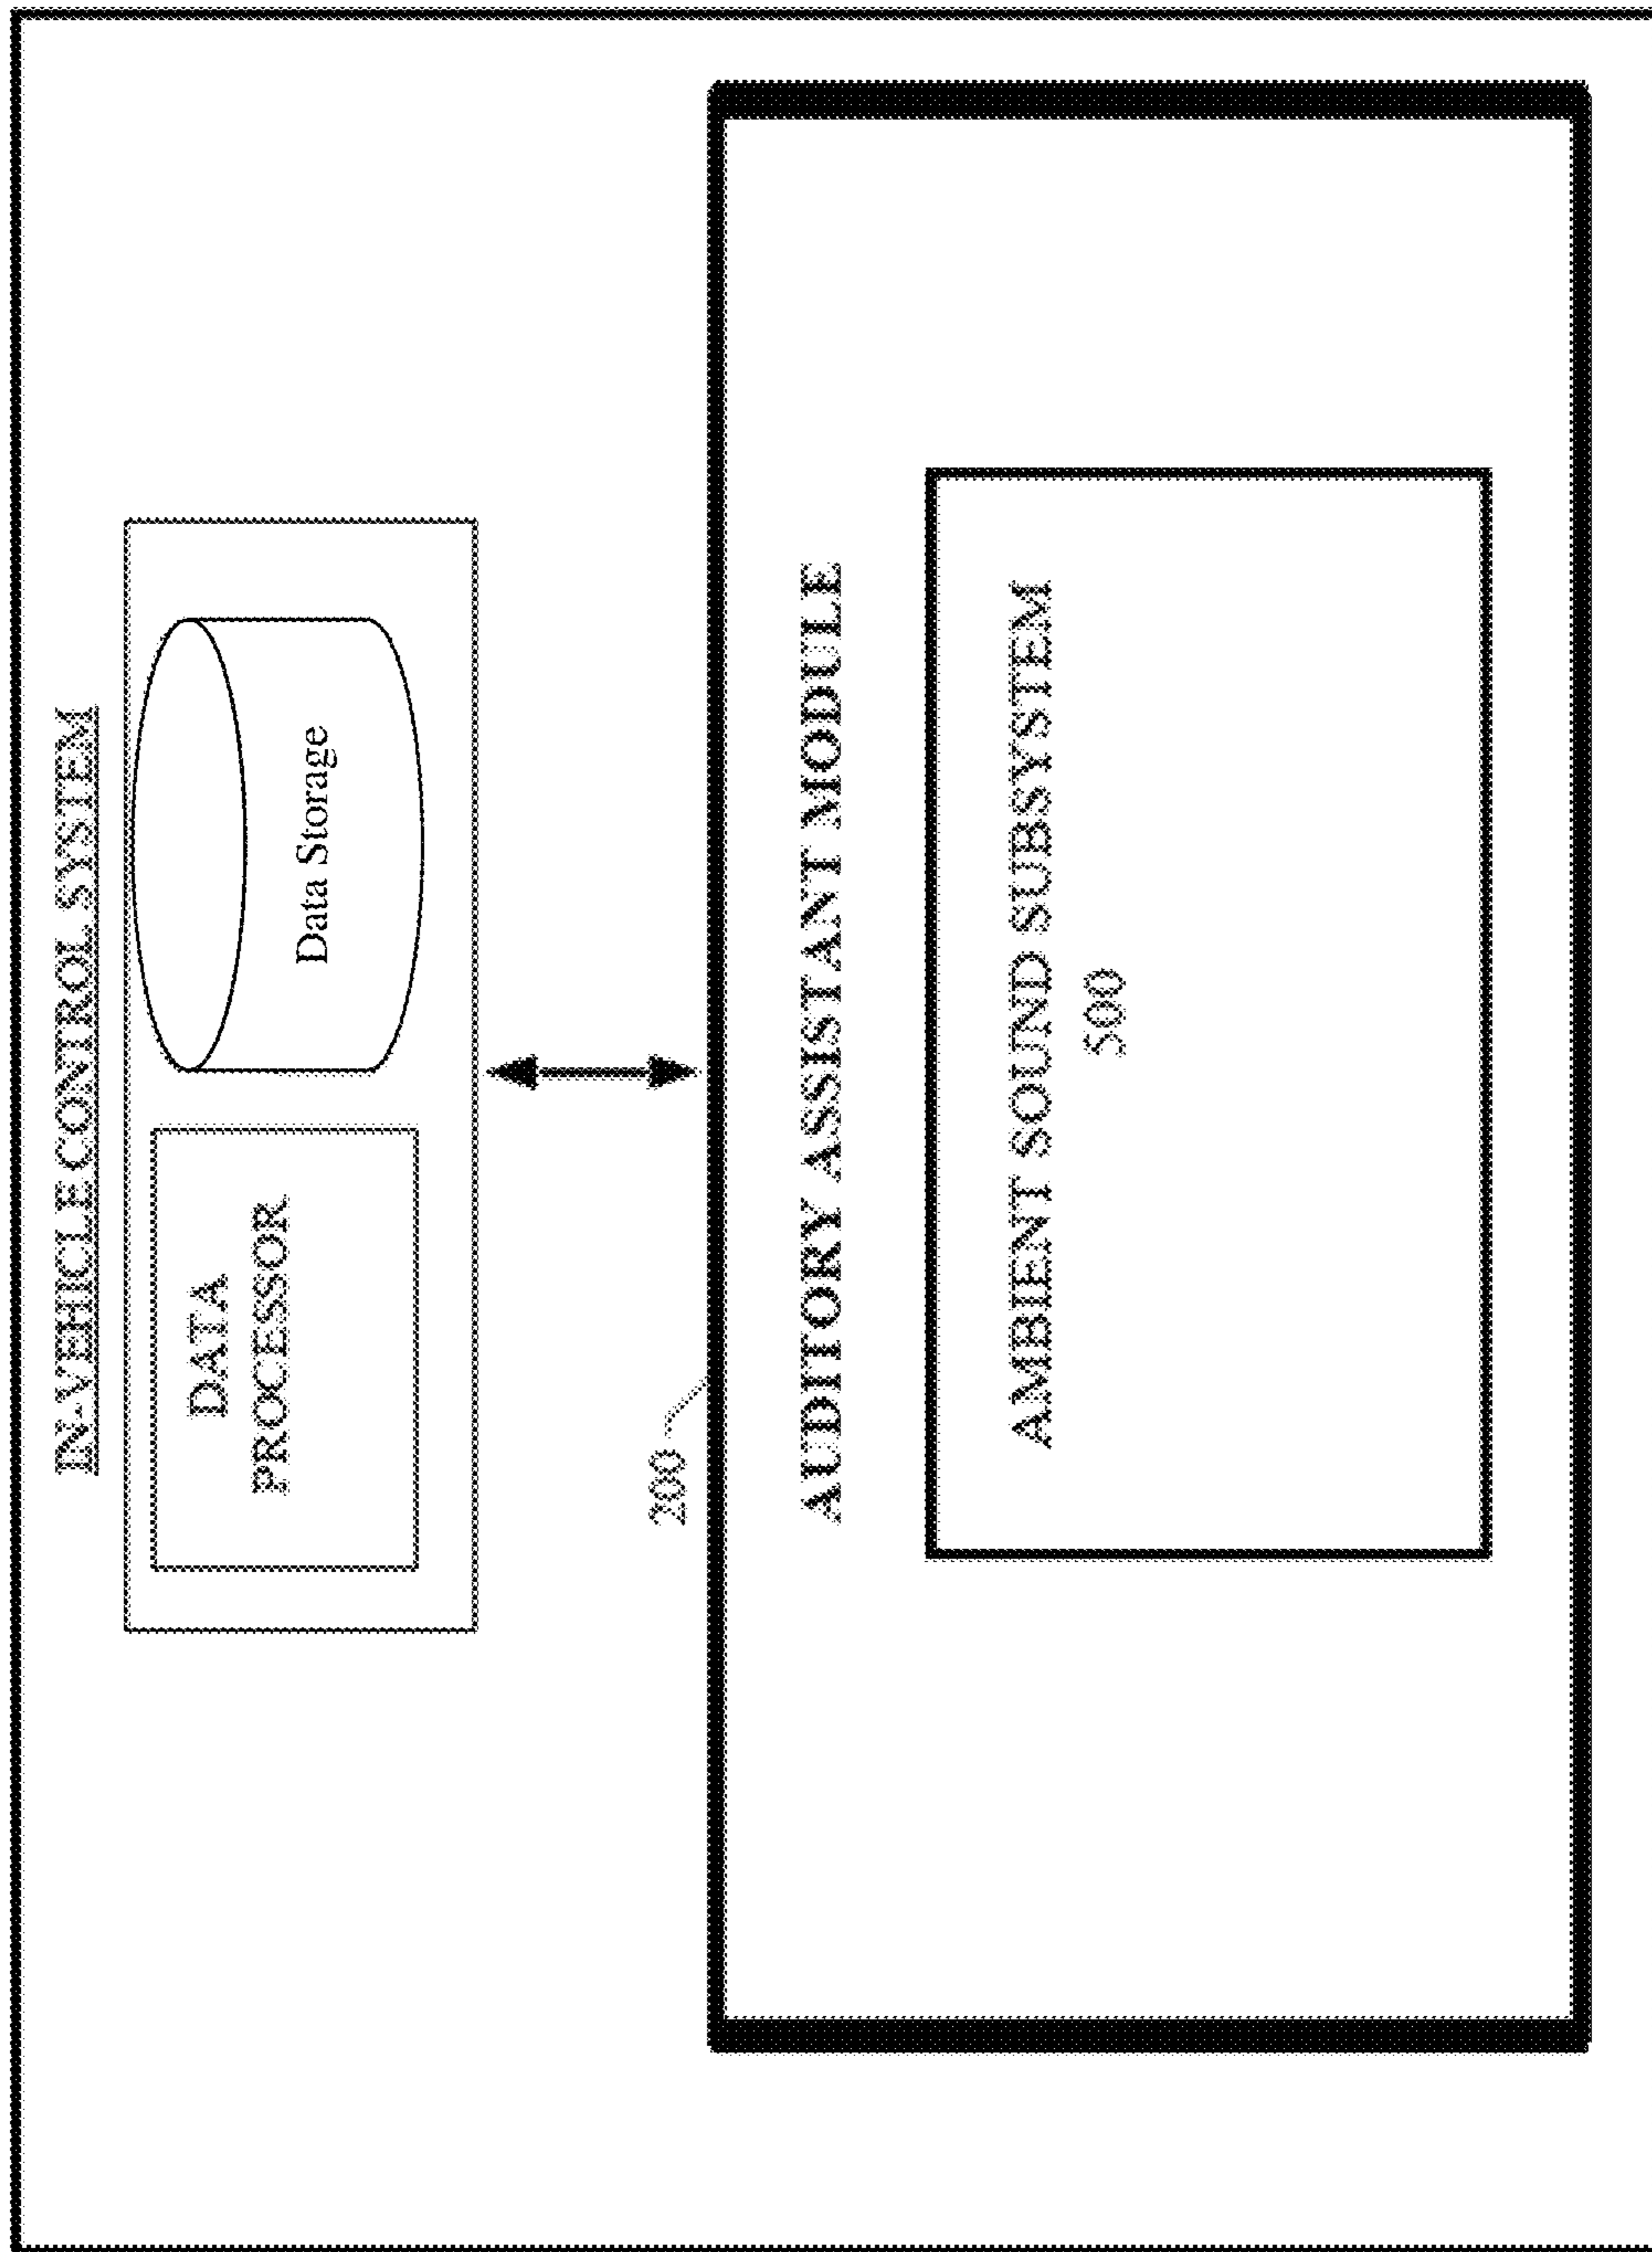 IN-VEHICLE CONTROL SYSTEM
DATA
PROCESSOR
Data Storage
200
AUDITORY ASSISTANT MODULE
AMBIENT SOUND SUBSYSTEM
500